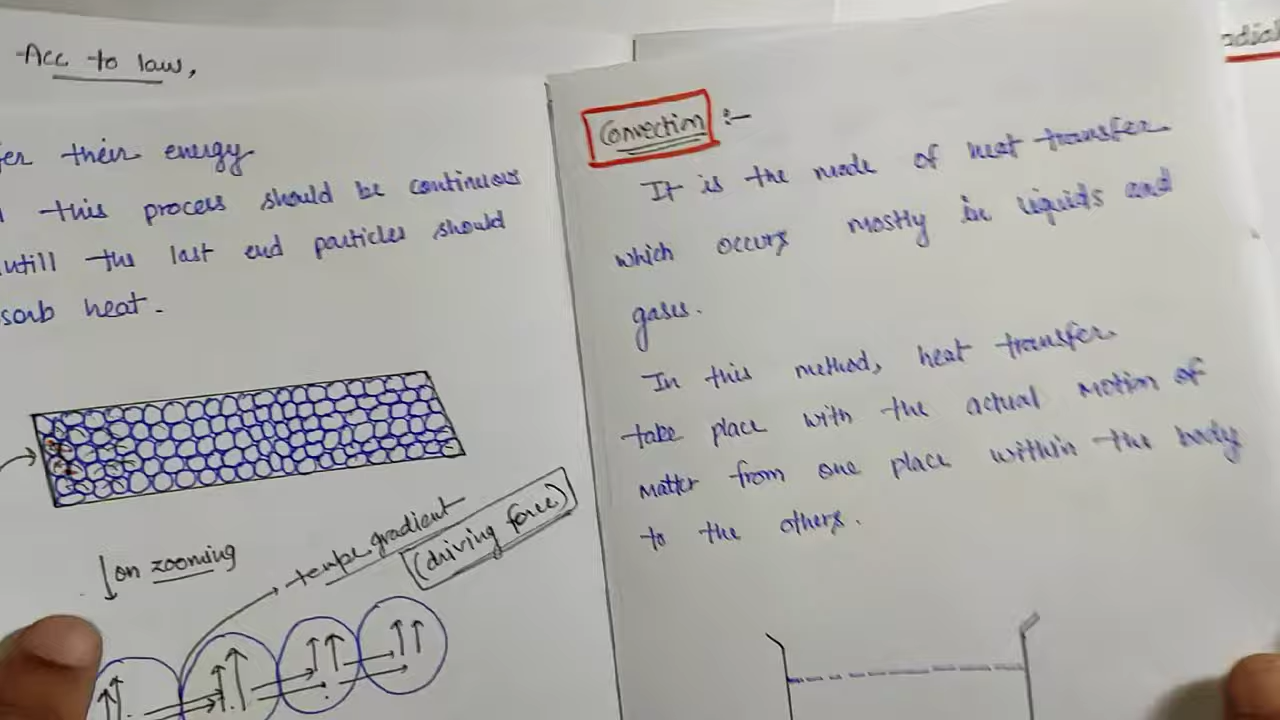 Acc. to law,
their energy
this process should be continuous
the last end particles should
heat.
on zooming
tempe gradient
(driving force)
Convection :-
It is the mode of heat transfer
which occurs mostly in liquids and
gases.
In this method, heat transfer
take place with the actual motion of
matter from one place within the body
to the others.